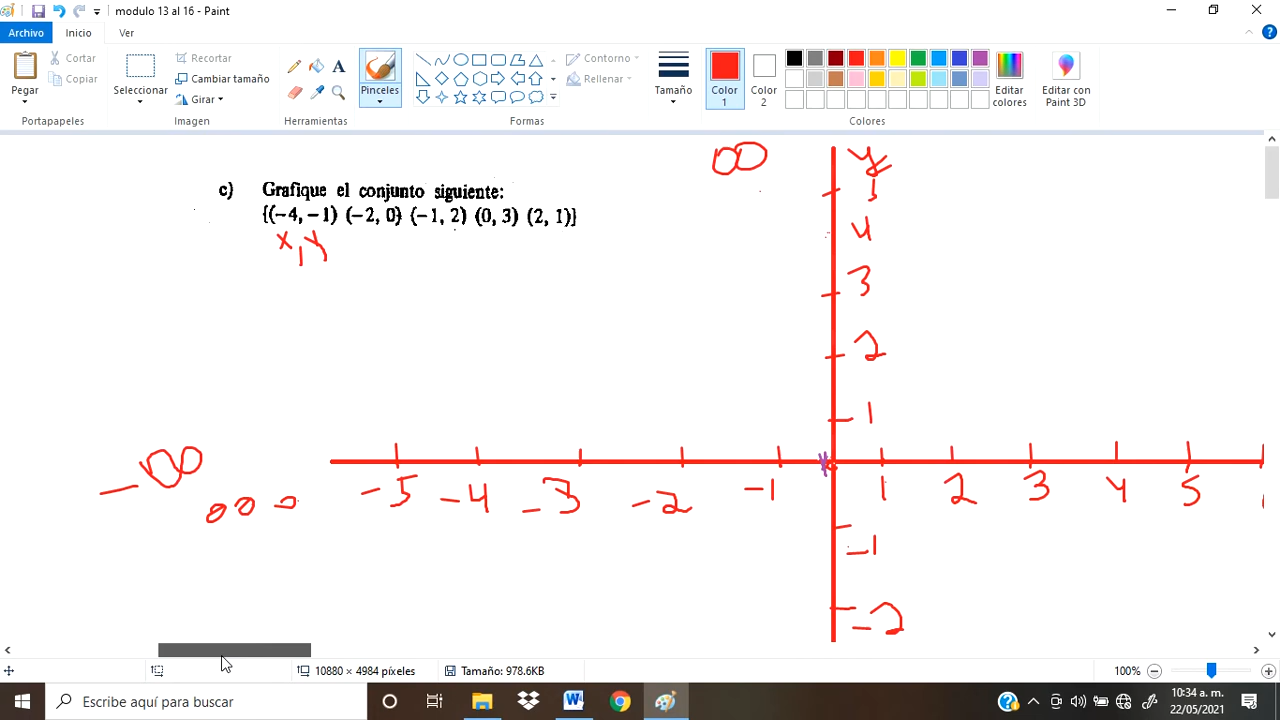 modulo 13 al 16 - Paint
Archivo Inicio Ver
Pegar
Cortar
Copiar
Portapapeles
Seleccionar
Recortar
Cambiar tamaño
Girar
Imagen
A
Herramientas
Pinceles
Contorno
Rellenar
Formas
Tamaño
Color 1
Color 2
Editar colores
Colores
Editar con Paint 3D
c) Grafique el conjunto siguiente:
{(−4, −1) (−2, 0} (−1, 2) (0, 3) (2, 1)}
x, y
∞ y
4
3
2
1
−∞
-5 -4 -3 -2 -1 1 2 3 4 5
-1
-2
10880 × 4984 píxeles
Tamaño: 978.6KB
100%
Escribe aquí para buscar
10:34 a. m.
22/05/2021